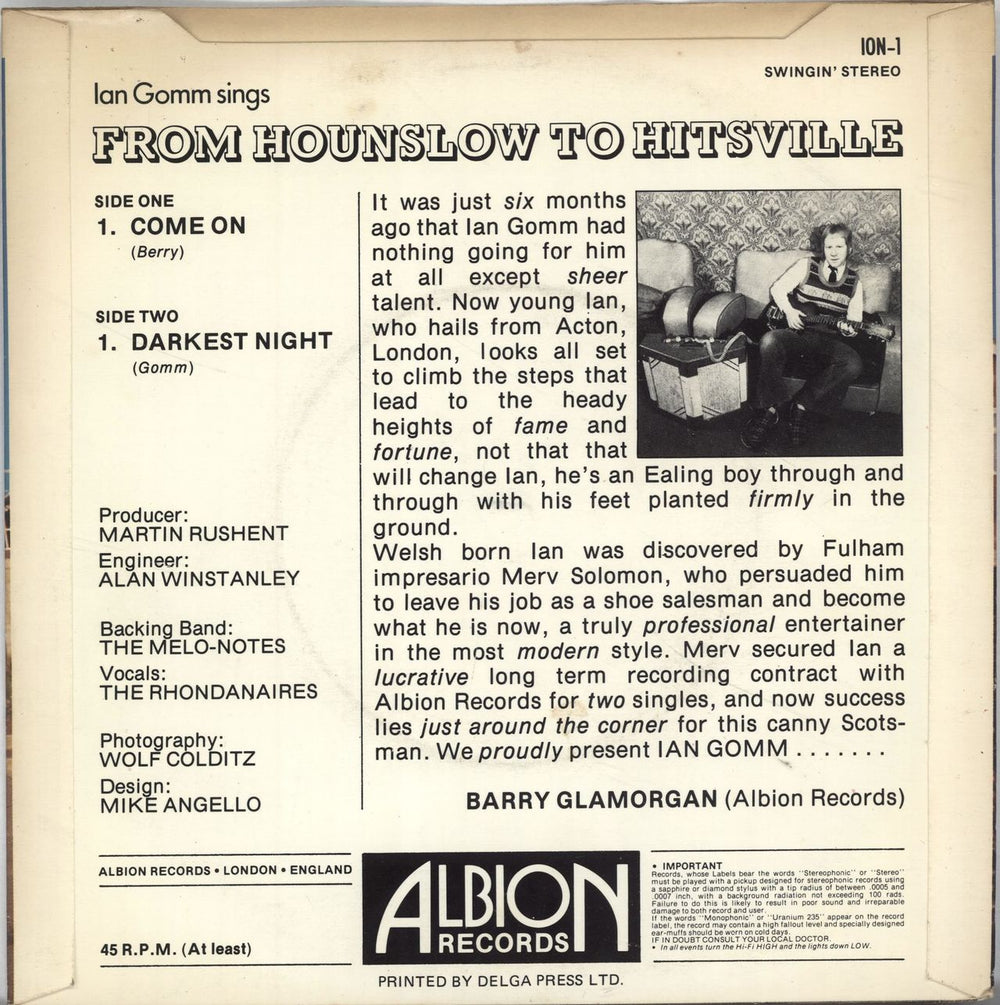 ION-1
SWINGIN' STEREO
Ian Gomm sings
FROM HOUNSLOW TO HITSVILLE
SIDE ONE
1. COME ON
(Berry)
SIDE TWO
1. DARKEST NIGHT
(Gomm)
Producer:
MARTIN RUSHENT
Engineer:
ALAN WINSTANLEY
Backing Band:
THE MELO-NOTES
Vocals:
THE RHONDANAIRES
Photography:
WOLF COLDITZ
Design:
MIKE ANGELLO
It was just six months
ago that Ian Gomm had
nothing going for him
at all except sheer
talent. Now young Ian,
who hails from Acton,
London, looks all set
to climb the steps that
lead to the heady
heights of fame and
fortune, not that that
will change Ian, he's an Ealing boy through and
through with his feet planted firmly in the
ground.
Welsh born Ian was discovered by Fulham
impresario Merv Solomon, who persuaded him
to leave his job as a shoe salesman and become
what he is now, a truly professional entertainer
in the most modern style. Merv secured Ian a
lucrative long term recording contract with
Albion Records for two singles, and now success
lies just around the corner for this canny Scots-
man. We proudly present IAN GOMM . . . . . . .
BARRY GLAMORGAN (Albion Records)
ALBION RECORDS • LONDON • ENGLAND
45 R.P.M. (At least)
ALBION
RECORDS
• IMPORTANT
Records, whose Labels bear the words "Stereophonic" or "Stereo"
must be played with a pickup designed for stereophonic records using
a sapphire or diamond stylus with a tip radius of between .0005 and
.0007 inch, with a background radiation not exceeding 100 rads.
Failure to do this is likely to result in poor sound and irreparable
damage to both record and user.
If the words "Monophonic" or "Uranium 235" appear on the record
label, the record may contain a high fallout level and specially designed
ear-muffs should be worn on cold days.
IF IN DOUBT CONSULT YOUR LOCAL DOCTOR.
• In all events turn the Hi-Fi HIGH and the lights down LOW.
PRINTED BY DELGA PRESS LTD.